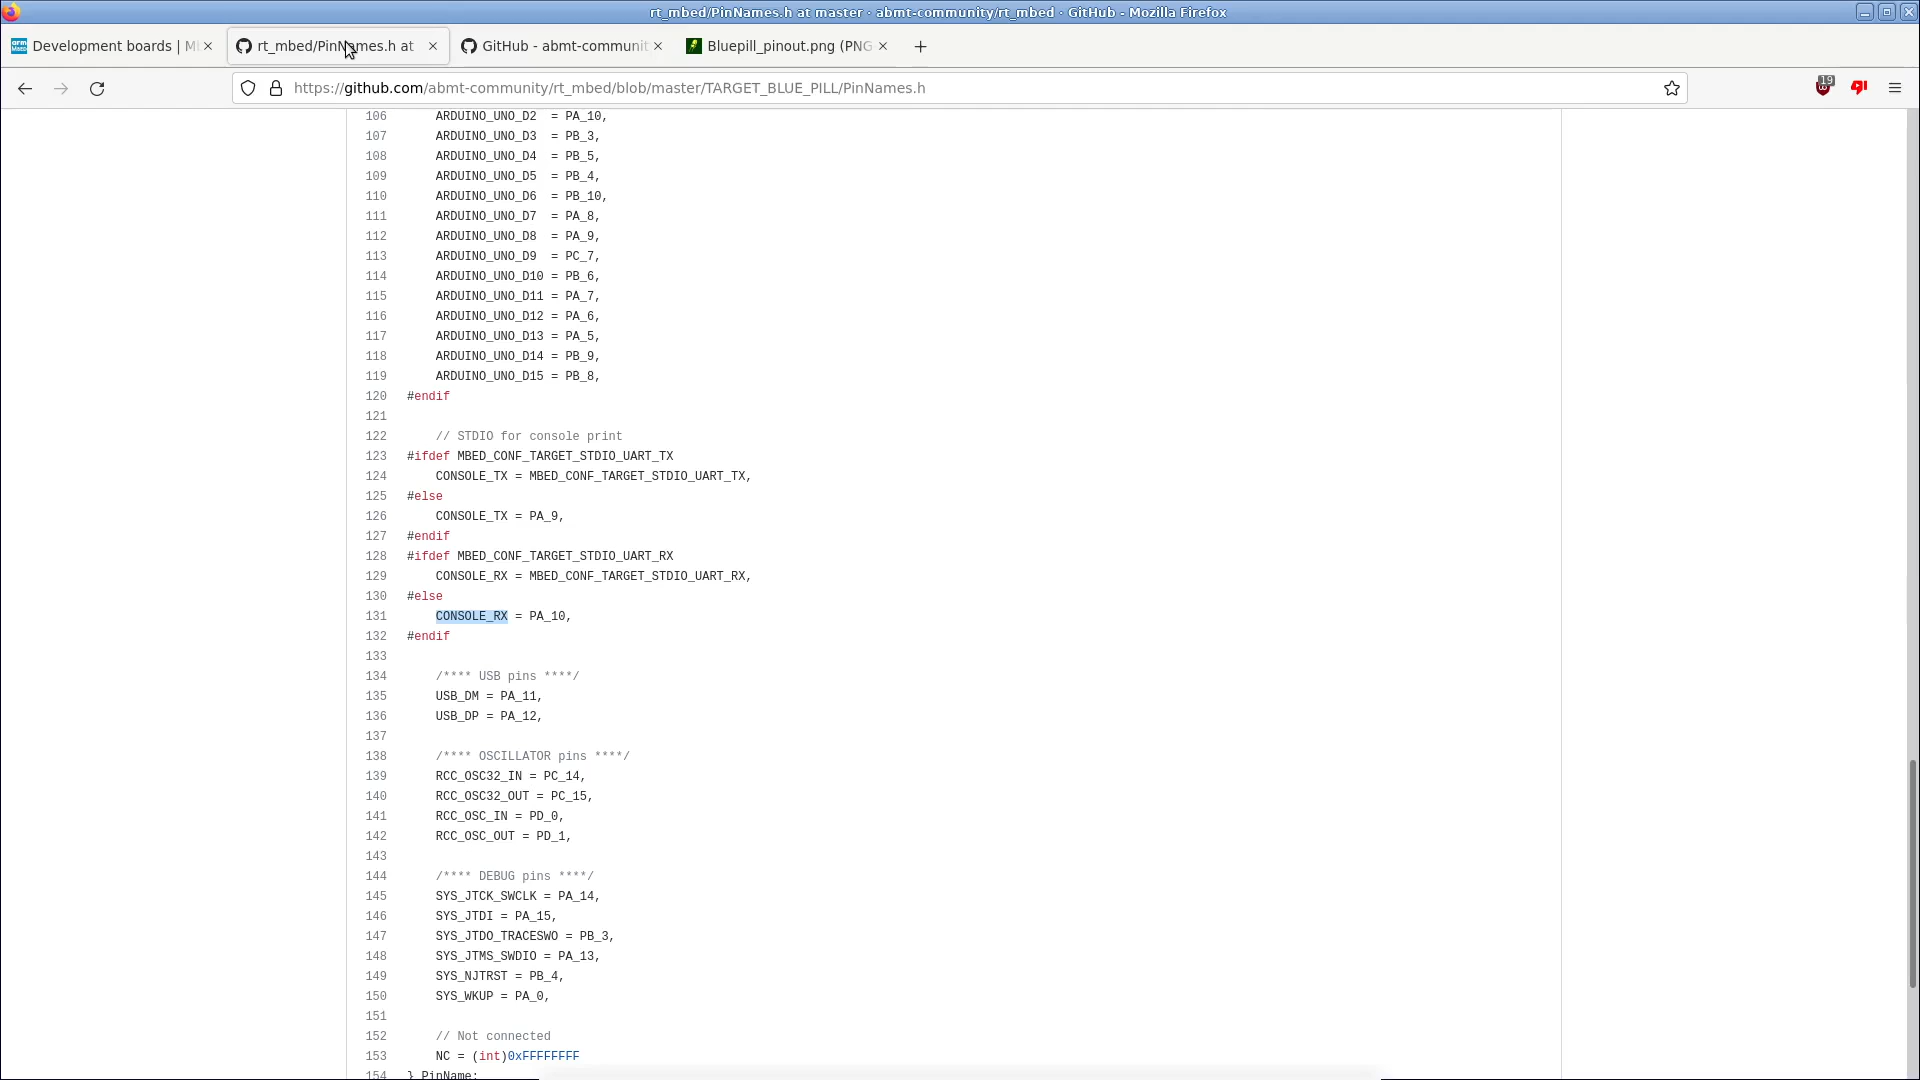 rt_mbed/PinNames.h at master · abmt-community/rt_mbed · GitHub - Mozilla Firefox
Development boards | M
rt_mbed/PinNames.h at
GitHub - abmt-communit
Bluepill_pinout.png (PNG
https://github.com/abmt-community/rt_mbed/blob/master/TARGET_BLUE_PILL/PinNames.h
19
106 ARDUINO_UNO_D2  = PA_10,
107 ARDUINO_UNO_D3  = PB_3,
108 ARDUINO_UNO_D4  = PB_5,
109 ARDUINO_UNO_D5  = PB_4,
110 ARDUINO_UNO_D6  = PB_10,
111 ARDUINO_UNO_D7  = PA_8,
112 ARDUINO_UNO_D8  = PA_9,
113 ARDUINO_UNO_D9  = PC_7,
114 ARDUINO_UNO_D10 = PB_6,
115 ARDUINO_UNO_D11 = PA_7,
116 ARDUINO_UNO_D12 = PA_6,
117 ARDUINO_UNO_D13 = PA_5,
118 ARDUINO_UNO_D14 = PB_9,
119 ARDUINO_UNO_D15 = PB_8,
120 #endif
121
122 // STDIO for console print
123 #ifdef MBED_CONF_TARGET_STDIO_UART_TX
124 CONSOLE_TX = MBED_CONF_TARGET_STDIO_UART_TX,
125 #else
126 CONSOLE_TX = PA_9,
127 #endif
128 #ifdef MBED_CONF_TARGET_STDIO_UART_RX
129 CONSOLE_RX = MBED_CONF_TARGET_STDIO_UART_RX,
130 #else
131 CONSOLE_RX = PA_10,
132 #endif
133
134 /**** USB pins ****/
135 USB_DM = PA_11,
136 USB_DP = PA_12,
137
138 /**** OSCILLATOR pins ****/
139 RCC_OSC32_IN = PC_14,
140 RCC_OSC32_OUT = PC_15,
141 RCC_OSC_IN = PD_0,
142 RCC_OSC_OUT = PD_1,
143
144 /**** DEBUG pins ****/
145 SYS_JTCK_SWCLK = PA_14,
146 SYS_JTDI = PA_15,
147 SYS_JTDO_TRACESWO = PB_3,
148 SYS_JTMS_SWDIO = PA_13,
149 SYS_NJTRST = PB_4,
150 SYS_WKUP = PA_0,
151
152 // Not connected
153 NC = (int)0xFFFFFFFF
154 } PinName;